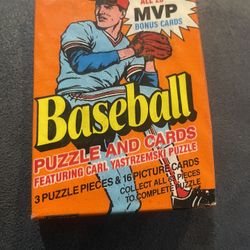 ALL 26
MVP
BONUS CARDS
Baseball
PUZZLE AND CARDS
FEATURING CARL YASTRZEMSKI PUZZLE
3 PUZZLE PIECES & 16 PICTURE CARDS
COLLECT ALL PIECES
TO COMPLETE PUZZLE